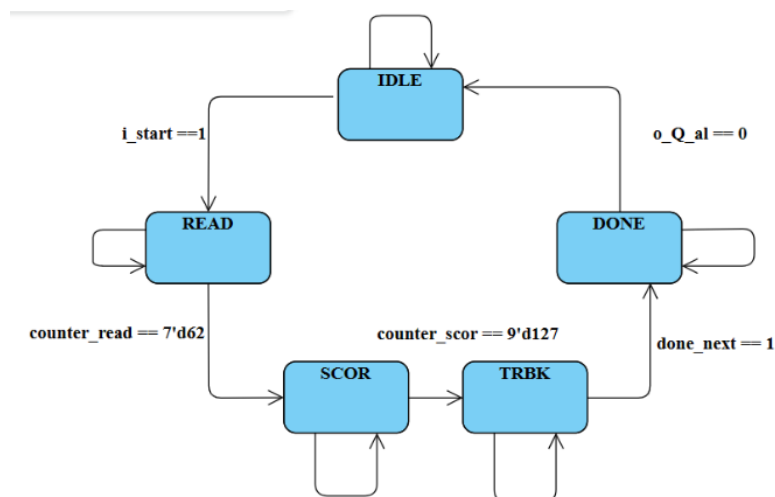 IDLE
i_start ==1
o_Q_al == 0
READ
DONE
counter_read == 7'd62
counter_scor == 9'd127
done_next == 1
SCOR
TRBK